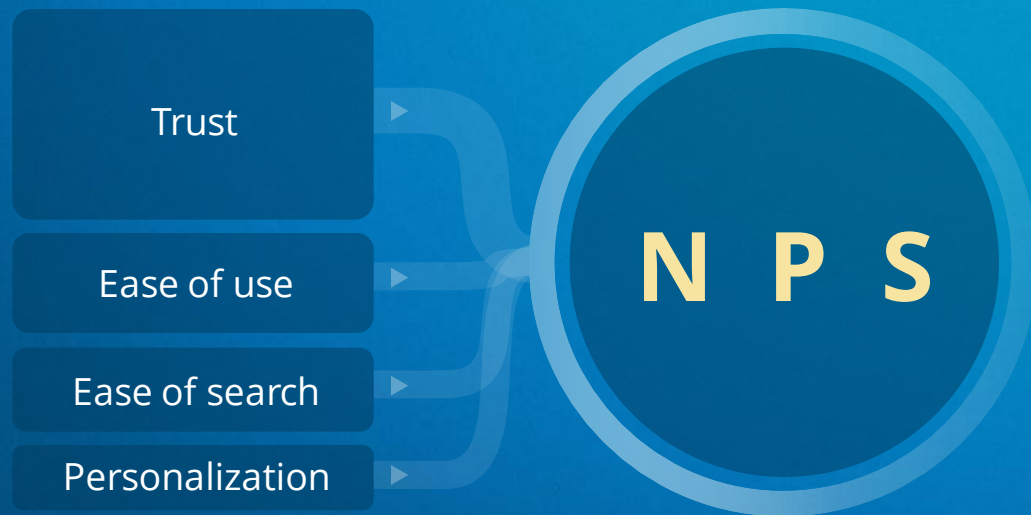 Trust
Ease of use
Ease of search
Personalization
N P S